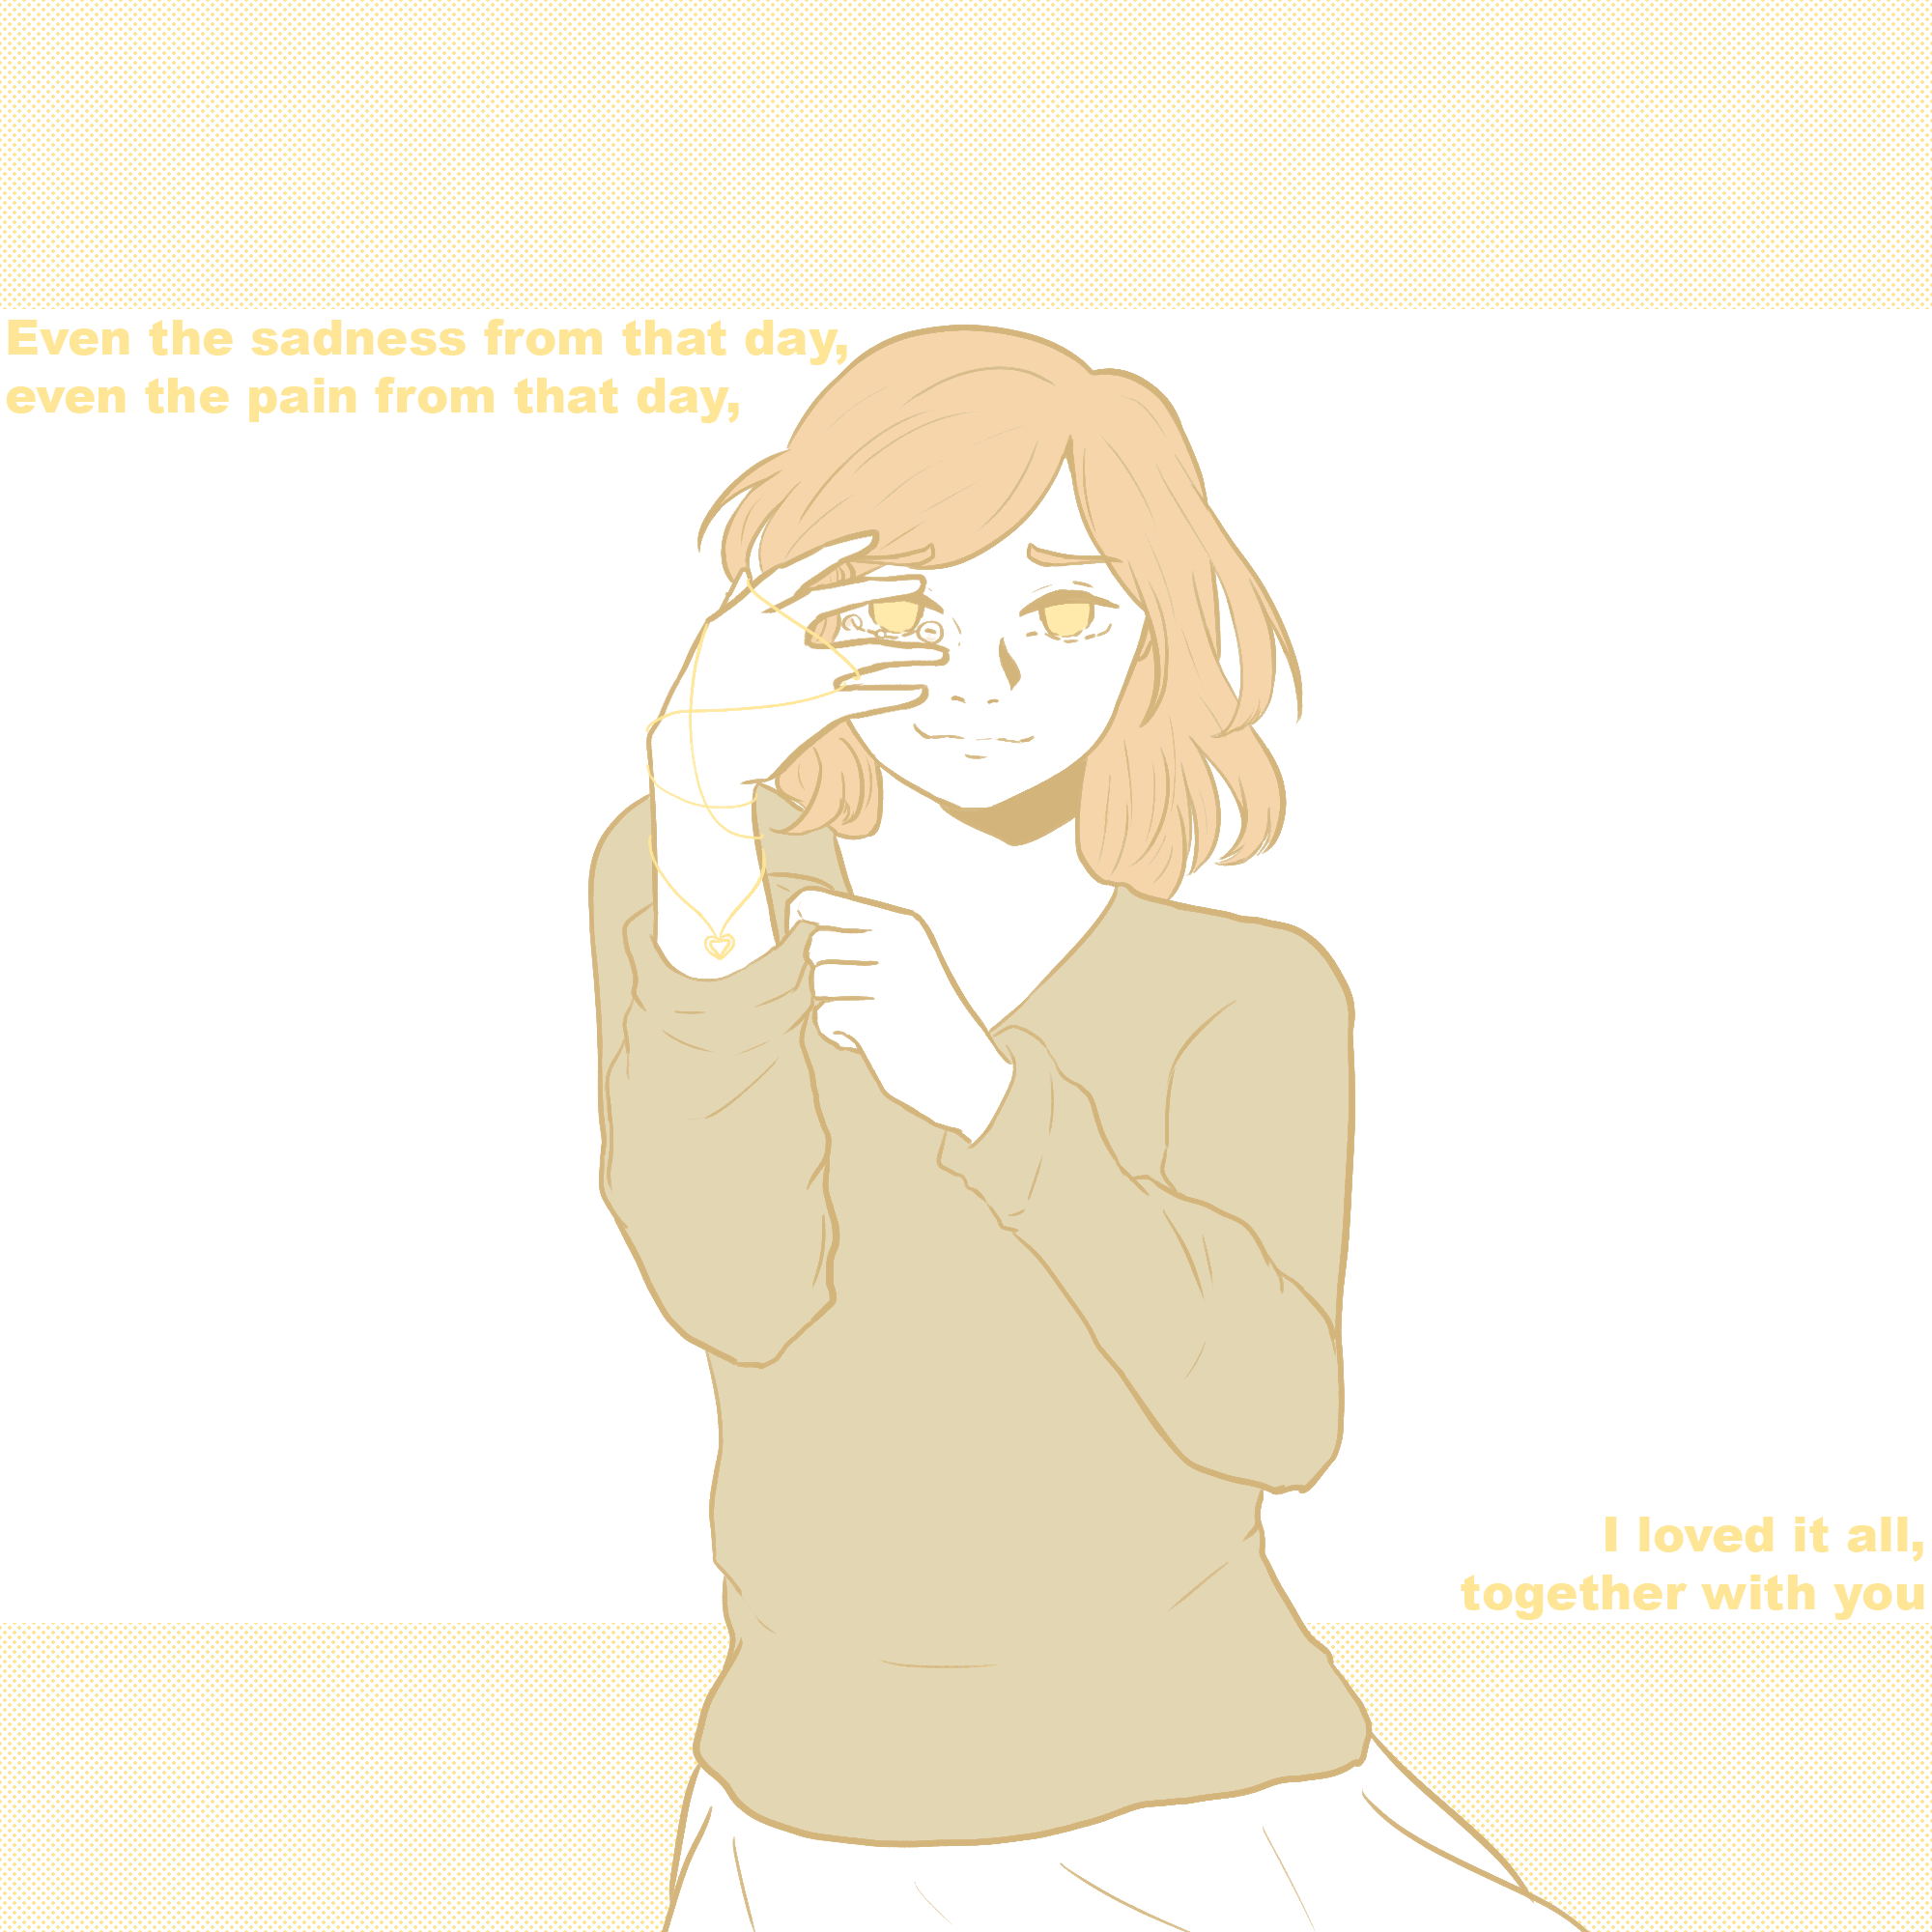 Even the sadness from that day,
even the pain from that day,
I loved it all,
together with you